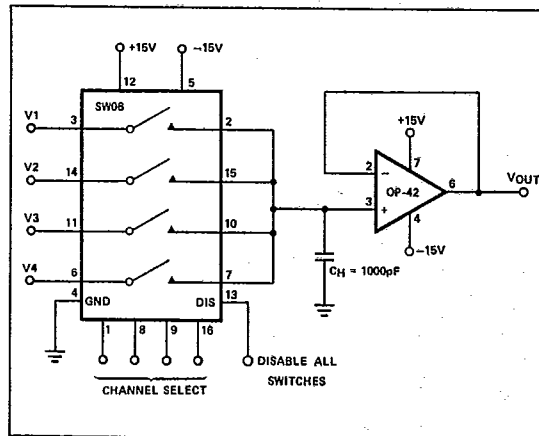 +15V
−15V
12
5
SW06
V1
3
2
V2
14
15
V3
11
10
V4
6
7
4
GND
DIS
13
1
8
9
16
DISABLE ALL
SWITCHES
CHANNEL SELECT
+15V
2
−
7
OP-42
6
VOUT
3
+
4
−15V
CH = 1000pF